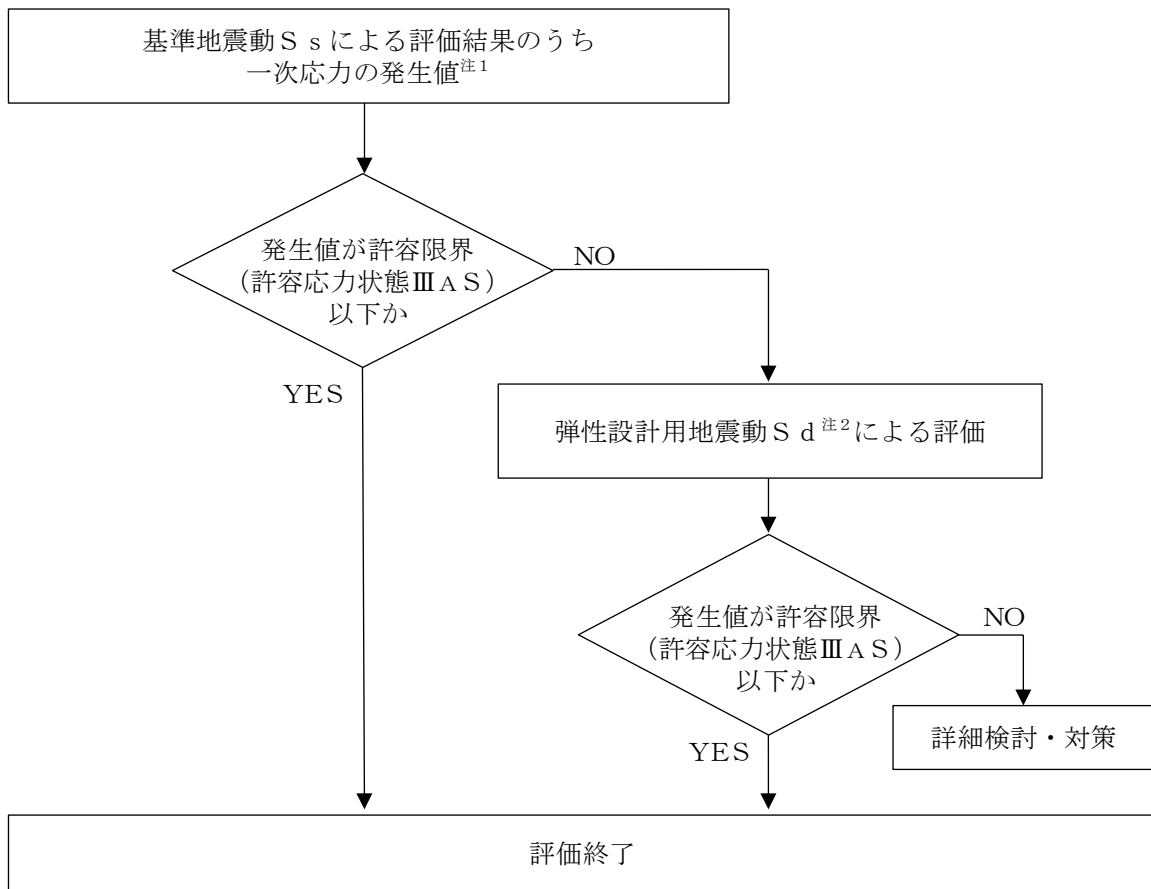 基準地震動Ｓｓによる評価結果のうち
一次応力の発生値注1
発生値が許容限界
（許容応力状態ⅢAＳ）
以下か
NO
YES
弾性設計用地震動Ｓｄ注2による評価
発生値が許容限界
（許容応力状態ⅢAＳ）
以下か
NO
YES
詳細検討・対策
評価終了